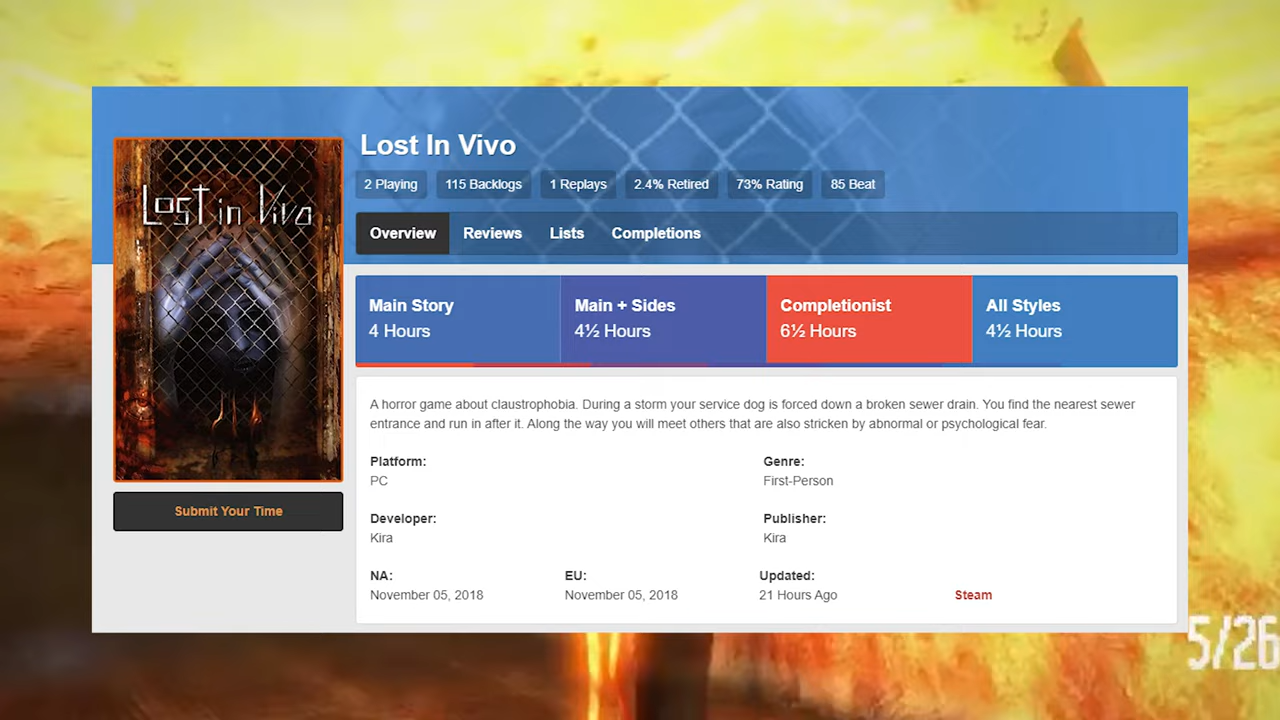 Lost In Vivo
2 Playing 115 Backlogs 1 Replays 2.4% Retired 73% Rating 85 Beat
Lost in Vivo
Overview Reviews Lists Completions
Main Story Main + Sides Completionist All Styles
4 Hours 4½ Hours 6½ Hours 4½ Hours
A horror game about claustrophobia. During a storm your service dog is forced down a broken sewer drain. You find the nearest sewer
entrance and run in after it. Along the way you will meet others that are also stricken by abnormal or psychological fear.
Platform: Genre:
PC First-Person
Submit Your Time
Developer: Publisher:
Kira Kira
NA: EU: Updated:
November 05, 2018 November 05, 2018 21 Hours Ago Steam
5/26